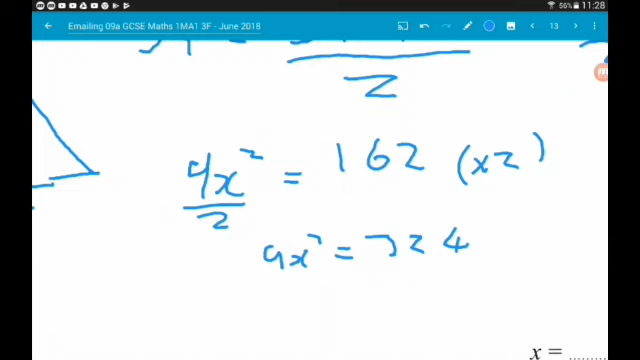 56% 11:28
Emailing 09a GCSE Maths 1MA1 3F - June 2018 13
2
4x² / 2 = 162 (x2)
4x² = 324
x = ..........